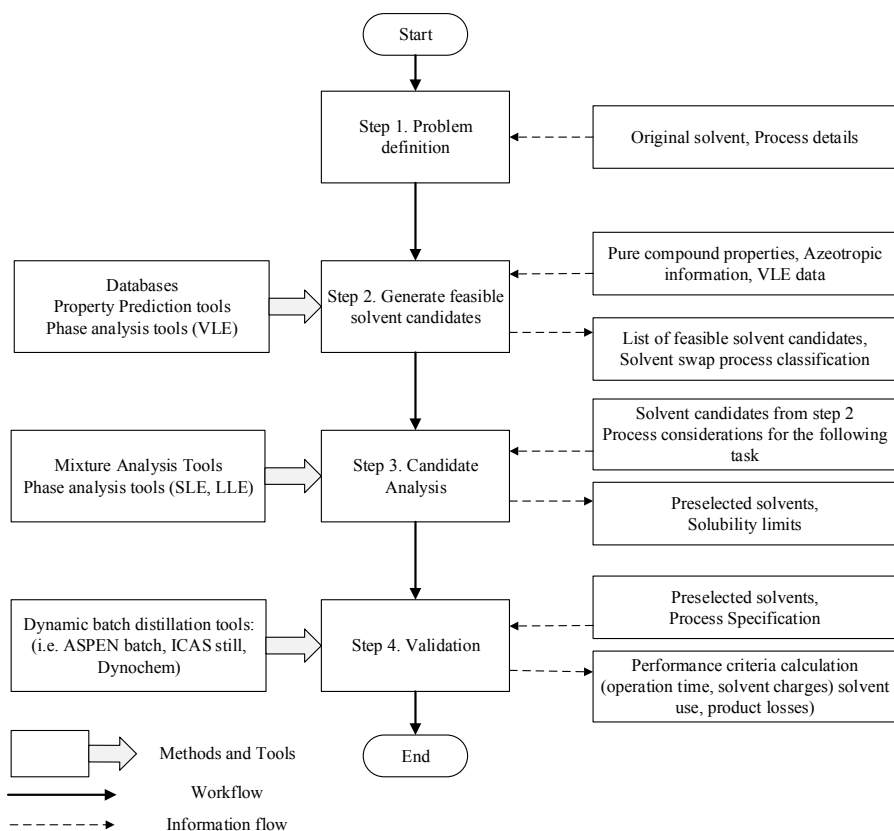 Start
Step 1. Problem
definition
Original solvent, Process details
Databases
Property Prediction tools
Phase analysis tools (VLE)
Step 2. Generate feasible
solvent candidates
Pure compound properties, Azeotropic
information, VLE data
List of feasible solvent candidates,
Solvent swap process classification
Mixture Analysis Tools
Phase analysis tools (SLE, LLE)
Step 3. Candidate
Analysis
Solvent candidates from step 2
Process considerations for the following
task
Preselected solvents,
Solubility limits
Dynamic batch distillation tools:
(i.e. ASPEN batch, ICAS still,
Dynochem)
Step 4. Validation
Preselected solvents,
Process Specification
Performance criteria calculation
(operation time, solvent charges) solvent
use, product losses)
End
Methods and Tools
Workflow
Information flow